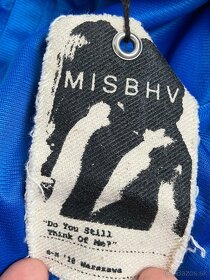 MISBHV
"Do You Still
Think Of Me?"
'18 Warszawa